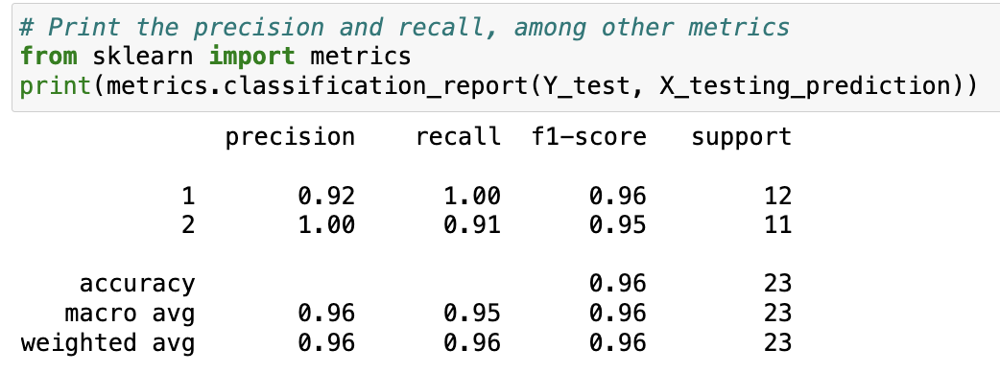 # Print the precision and recall, among other metrics
from sklearn import metrics
print(metrics.classification_report(Y_test, X_testing_prediction))
precision recall f1-score support
1 0.92 1.00 0.96 12
2 1.00 0.91 0.95 11
accuracy 0.96 23
macro avg 0.96 0.95 0.96 23
weighted avg 0.96 0.96 0.96 23